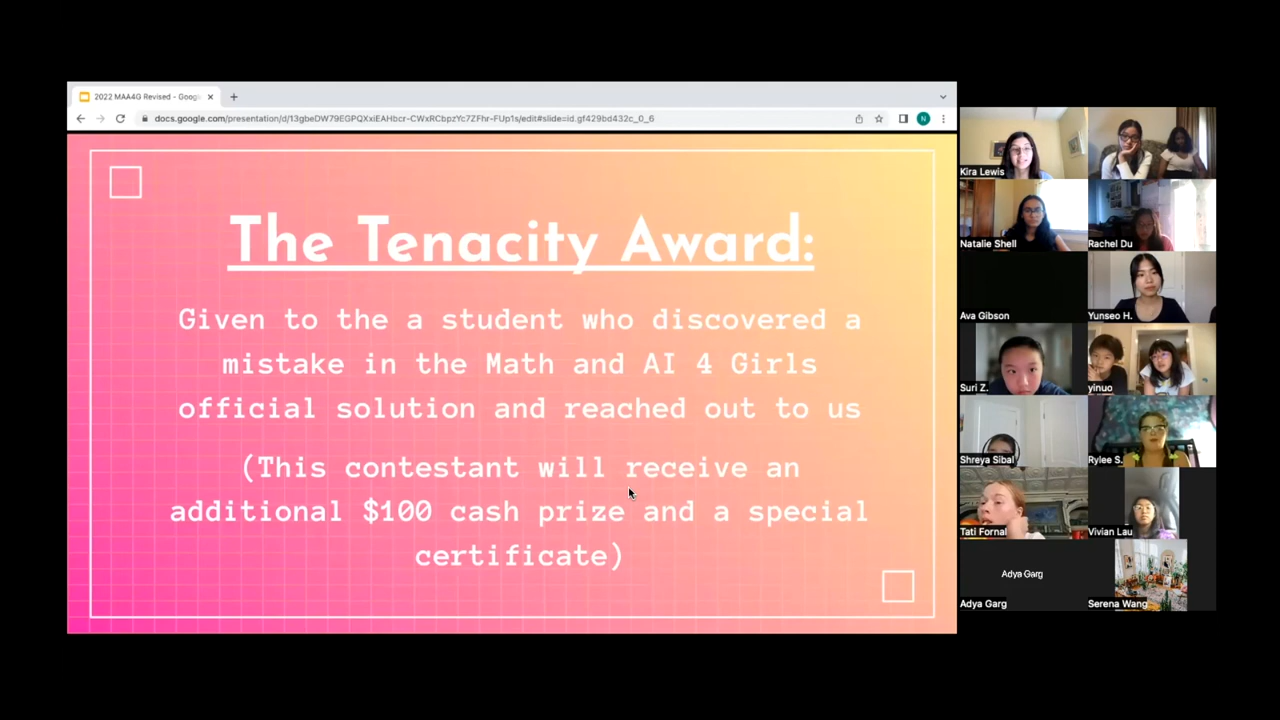 2022 MAA4G Revised - Goog
docs.google.com/presentation/d/13gbeDW79EGPQXxiEAHbcr-CWxRCbpzYc7ZFhr-FUp1s/edit#slide=id.gf429bd432c_0_6
N
The Tenacity Award:
Given to the a student who discovered a
mistake in the Math and AI 4 Girls
official solution and reached out to us
(This contestant will receive an
additional $100 cash prize and a special
certificate)
Kira Lewis
Natalie Shell
Rachel Du
Ava Gibson
Yunseo H.
Suri Z.
yinuo
Shreya Sibal
Rylee S.
Tati Fornal
Vivian Lau
Adya Garg
Adya Garg
Serena Wang